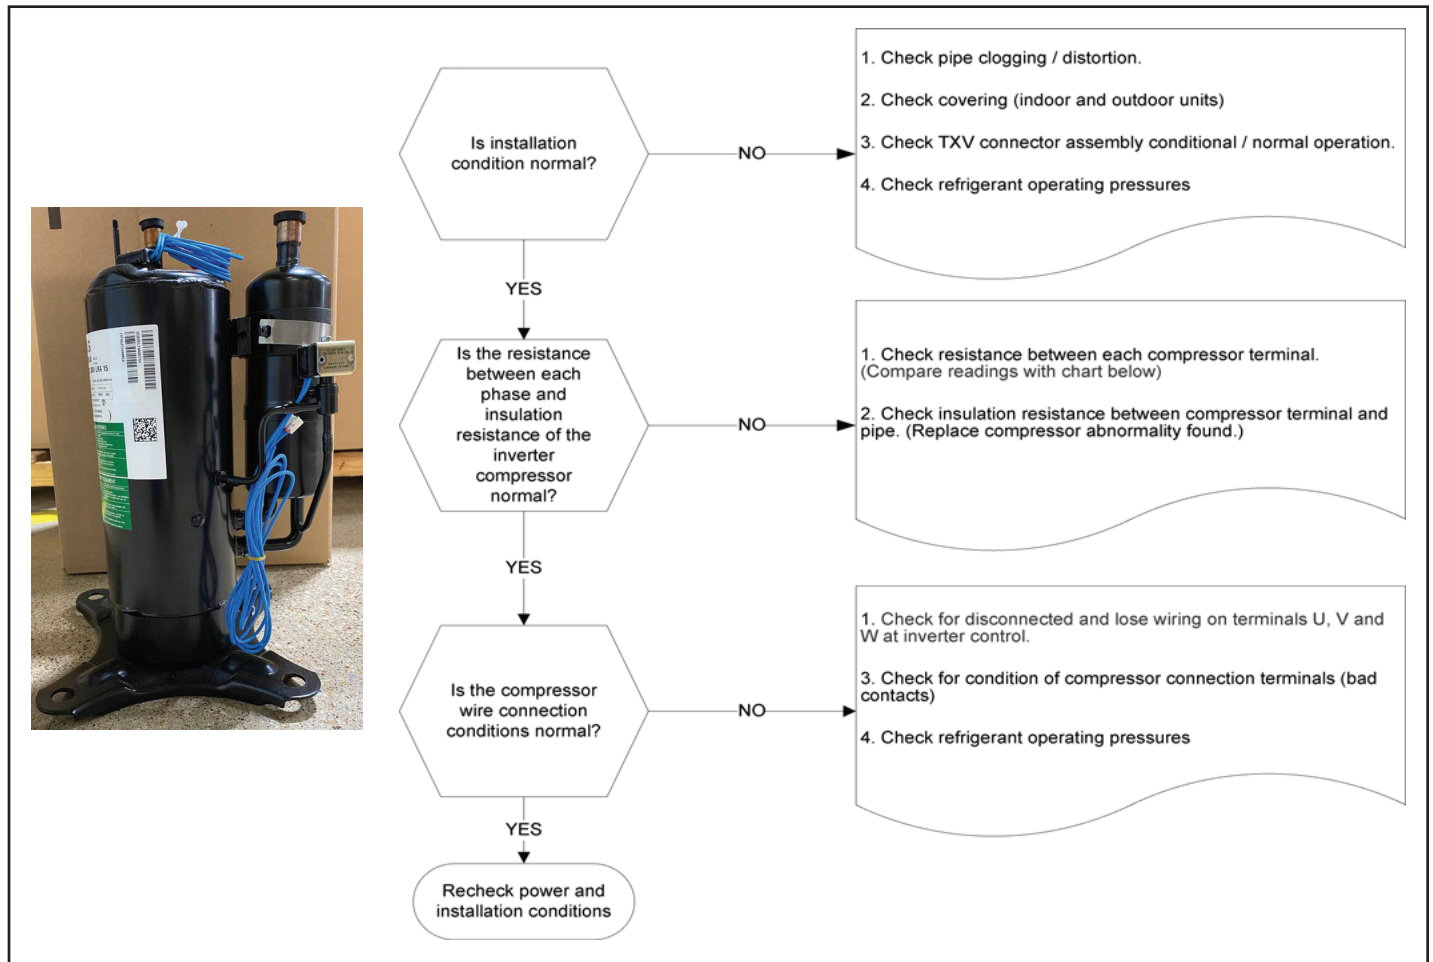 Is installation
condition normal?
NO
1. Check pipe clogging / distortion.
2. Check covering (indoor and outdoor units)
3. Check TXV connector assembly conditional / normal operation.
4. Check refrigerant operating pressures
YES
Is the resistance
between each
phase and
insulation
resistance of the
inverter
compressor
normal?
NO
1. Check resistance between each compressor terminal.
(Compare readings with chart below)
2. Check insulation resistance between compressor terminal and
pipe. (Replace compressor abnormality found.)
YES
Is the compressor
wire connection
conditions normal?
NO
1. Check for disconnected and lose wiring on terminals U, V and
W at inverter control.
3. Check for condition of compressor connection terminals (bad
contacts)
4. Check refrigerant operating pressures
YES
Recheck power and
installation conditions